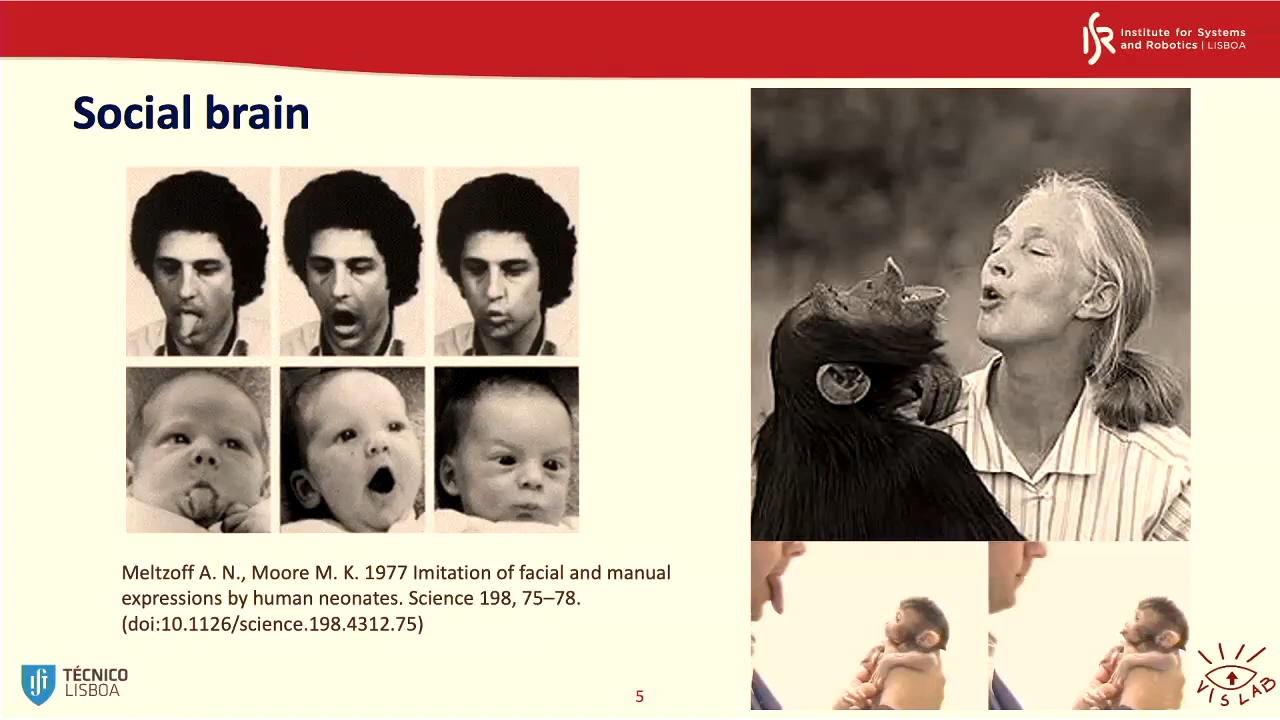 Institute for Systems
and Robotics | LISBOA
Social brain
Meltzoff A. N., Moore M. K. 1977 Imitation of facial and manual
expressions by human neonates. Science 198, 75–78.
(doi:10.1126/science.198.4312.75)
TÉCNICO
LISBOA
5
VISLAB